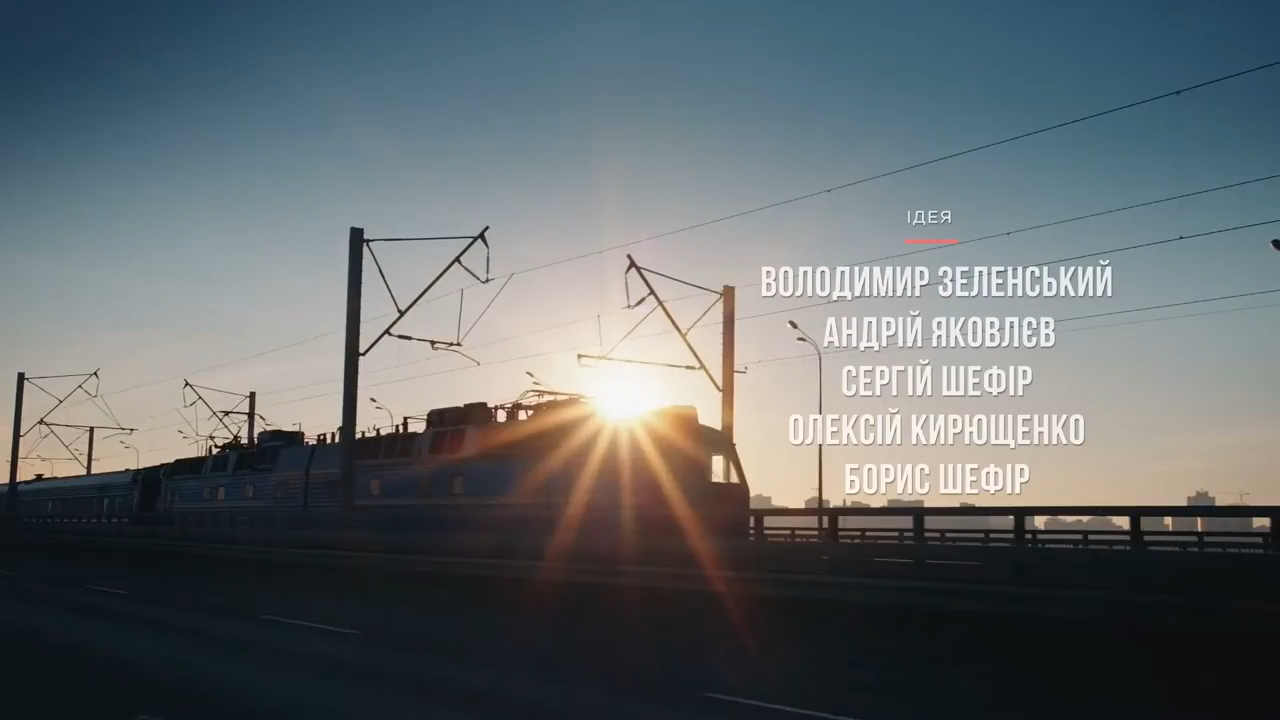 ІДЕЯ
ВОЛОДИМИР ЗЕЛЕНСЬКИЙ
АНДРІЙ ЯКОВЛЄВ
СЕРГІЙ ШЕФІР
ОЛЕКСІЙ КИРЮЩЕНКО
БОРИС ШЕФІР